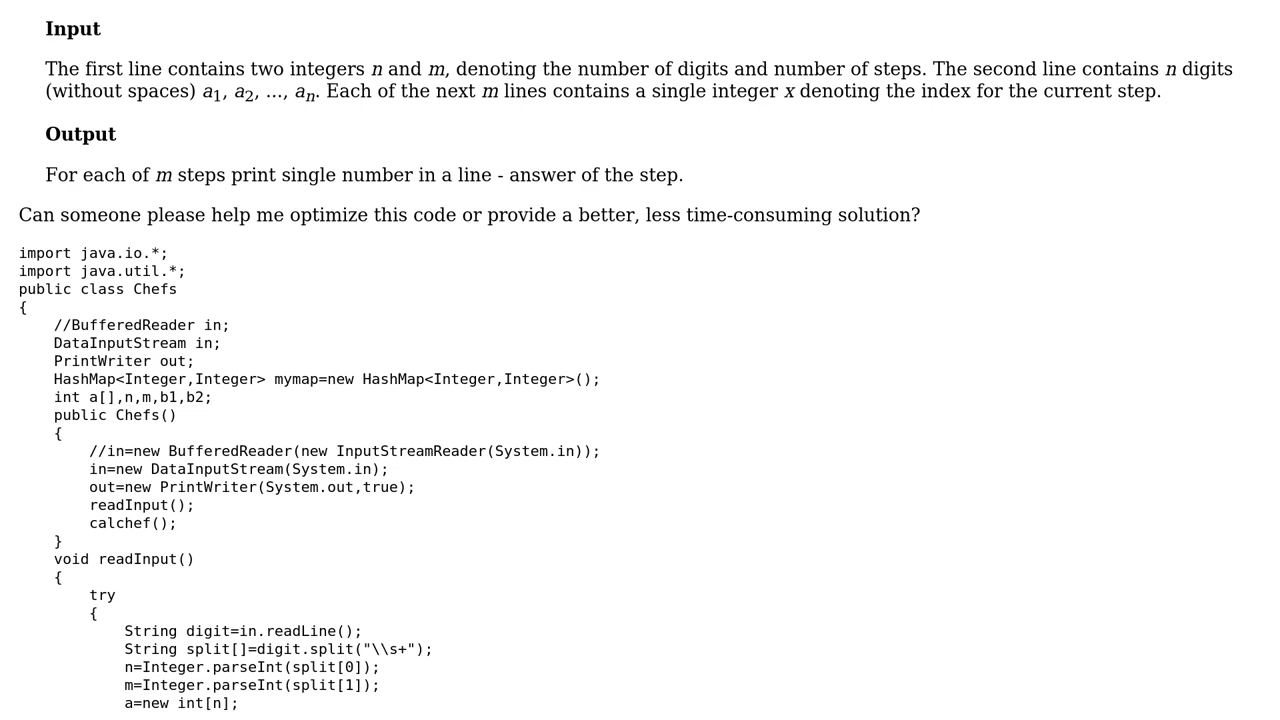 Input
The first line contains two integers n and m, denoting the number of digits and number of steps. The second line contains n digits
(without spaces) a1, a2, ..., an. Each of the next m lines contains a single integer x denoting the index for the current step.
Output
For each of m steps print single number in a line - answer of the step.
Can someone please help me optimize this code or provide a better, less time-consuming solution?
import java.io.*;
import java.util.*;
public class Chefs
{
    //BufferedReader in;
    DataInputStream in;
    PrintWriter out;
    HashMap<Integer,Integer> mymap=new HashMap<Integer,Integer>();
    int a[],n,m,b1,b2;
    public Chefs()
    {
        //in=new BufferedReader(new InputStreamReader(System.in));
        in=new DataInputStream(System.in);
        out=new PrintWriter(System.out,true);
        readInput();
        calchef();
    }
    void readInput()
    {
        try
        {
            String digit=in.readLine();
            String split[]=digit.split("\\s+");
            n=Integer.parseInt(split[0]);
            m=Integer.parseInt(split[1]);
            a=new int[n];